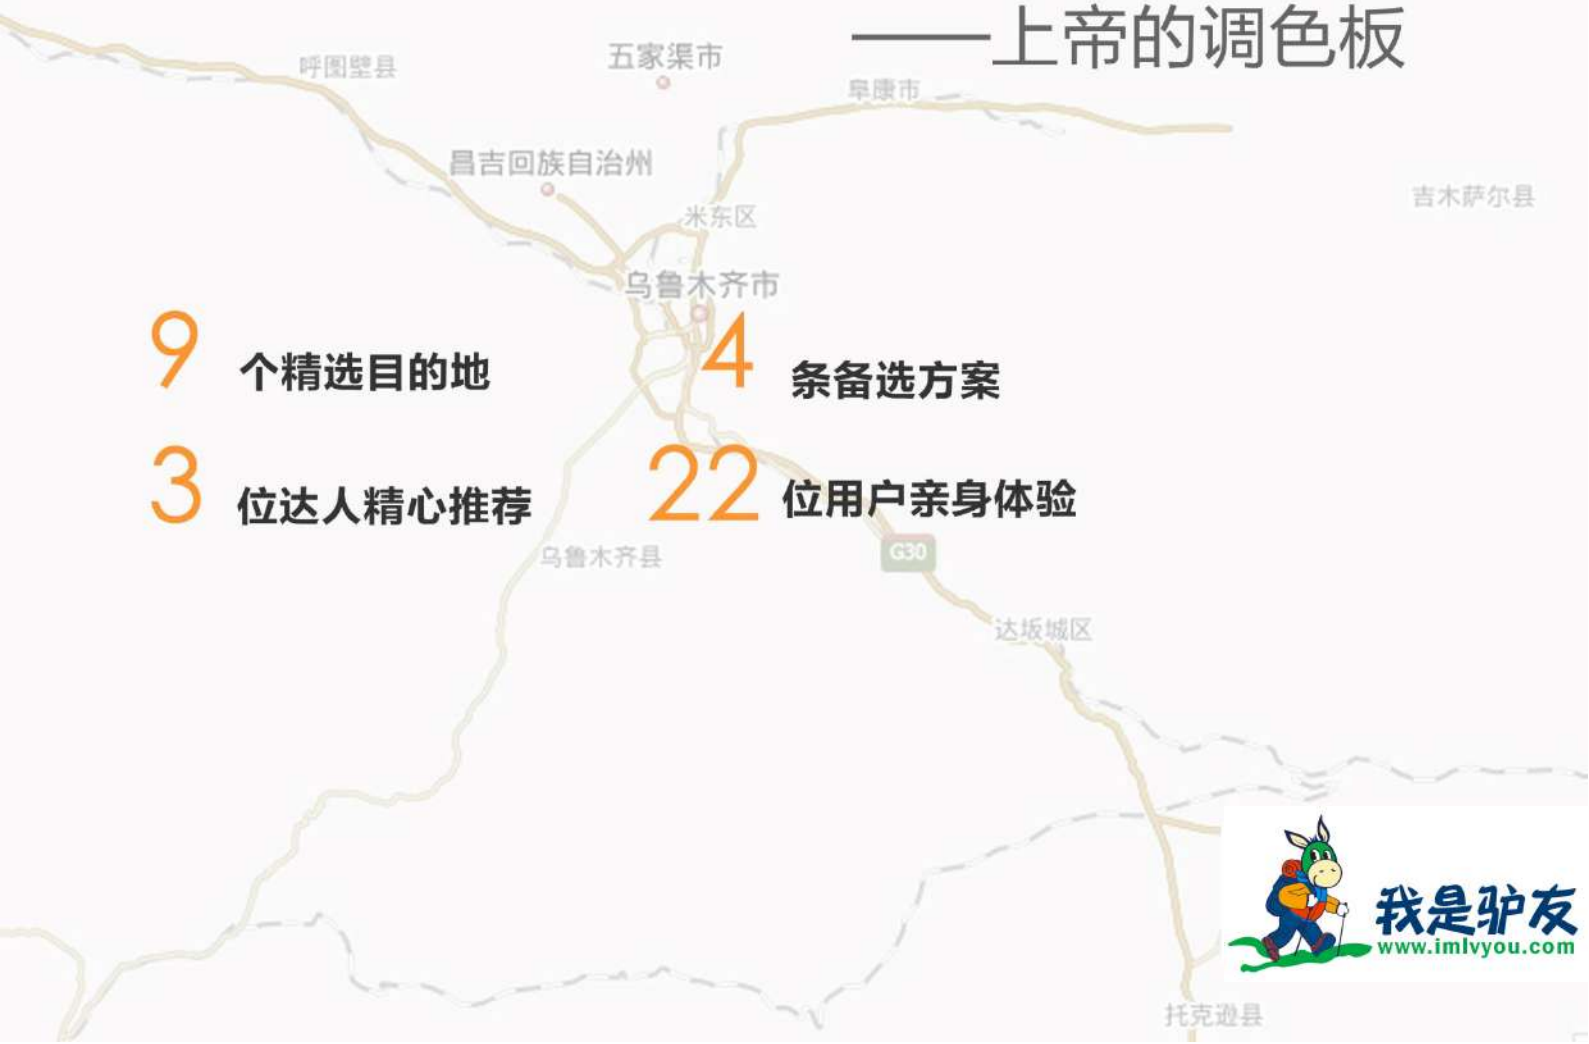 ——上帝的调色板
呼图壁县
五家渠市
阜康市
昌吉回族自治州
吉木萨尔县
米东区
乌鲁木齐市
9 个精选目的地
4 条备选方案
3 位达人精心推荐
22 位用户亲身体验
乌鲁木齐县
G30
达坂城区
我是驴友
www.imlvyou.com
托克逊县